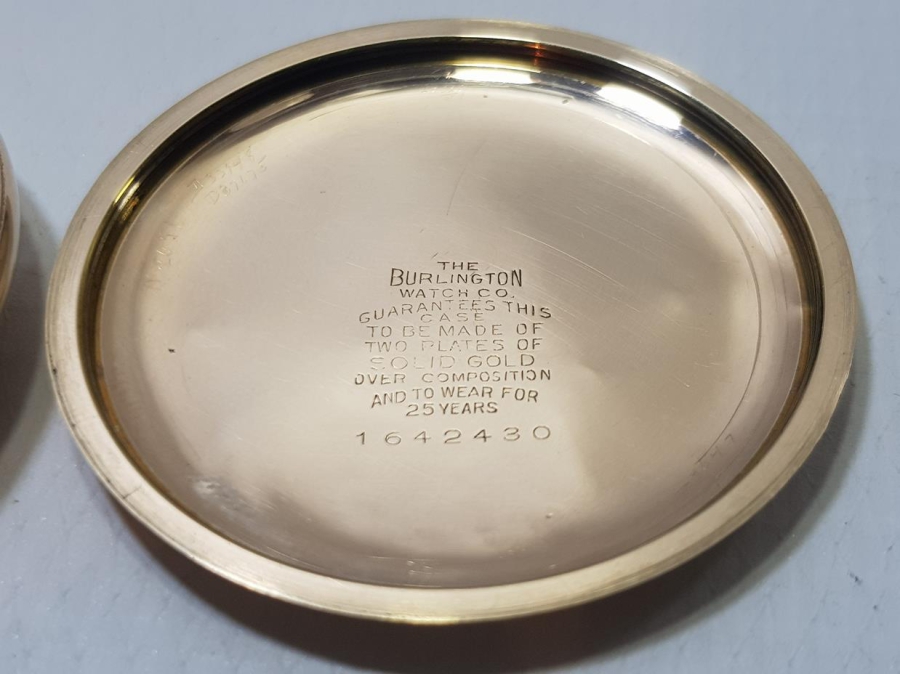 THE
BURLINGTON
WATCH CO.
GUARANTEES THIS
CASE
TO BE MADE OF
TWO PLATES OF
SOLID GOLD
OVER COMPOSITION
AND TO WEAR FOR
25 YEARS
1642430